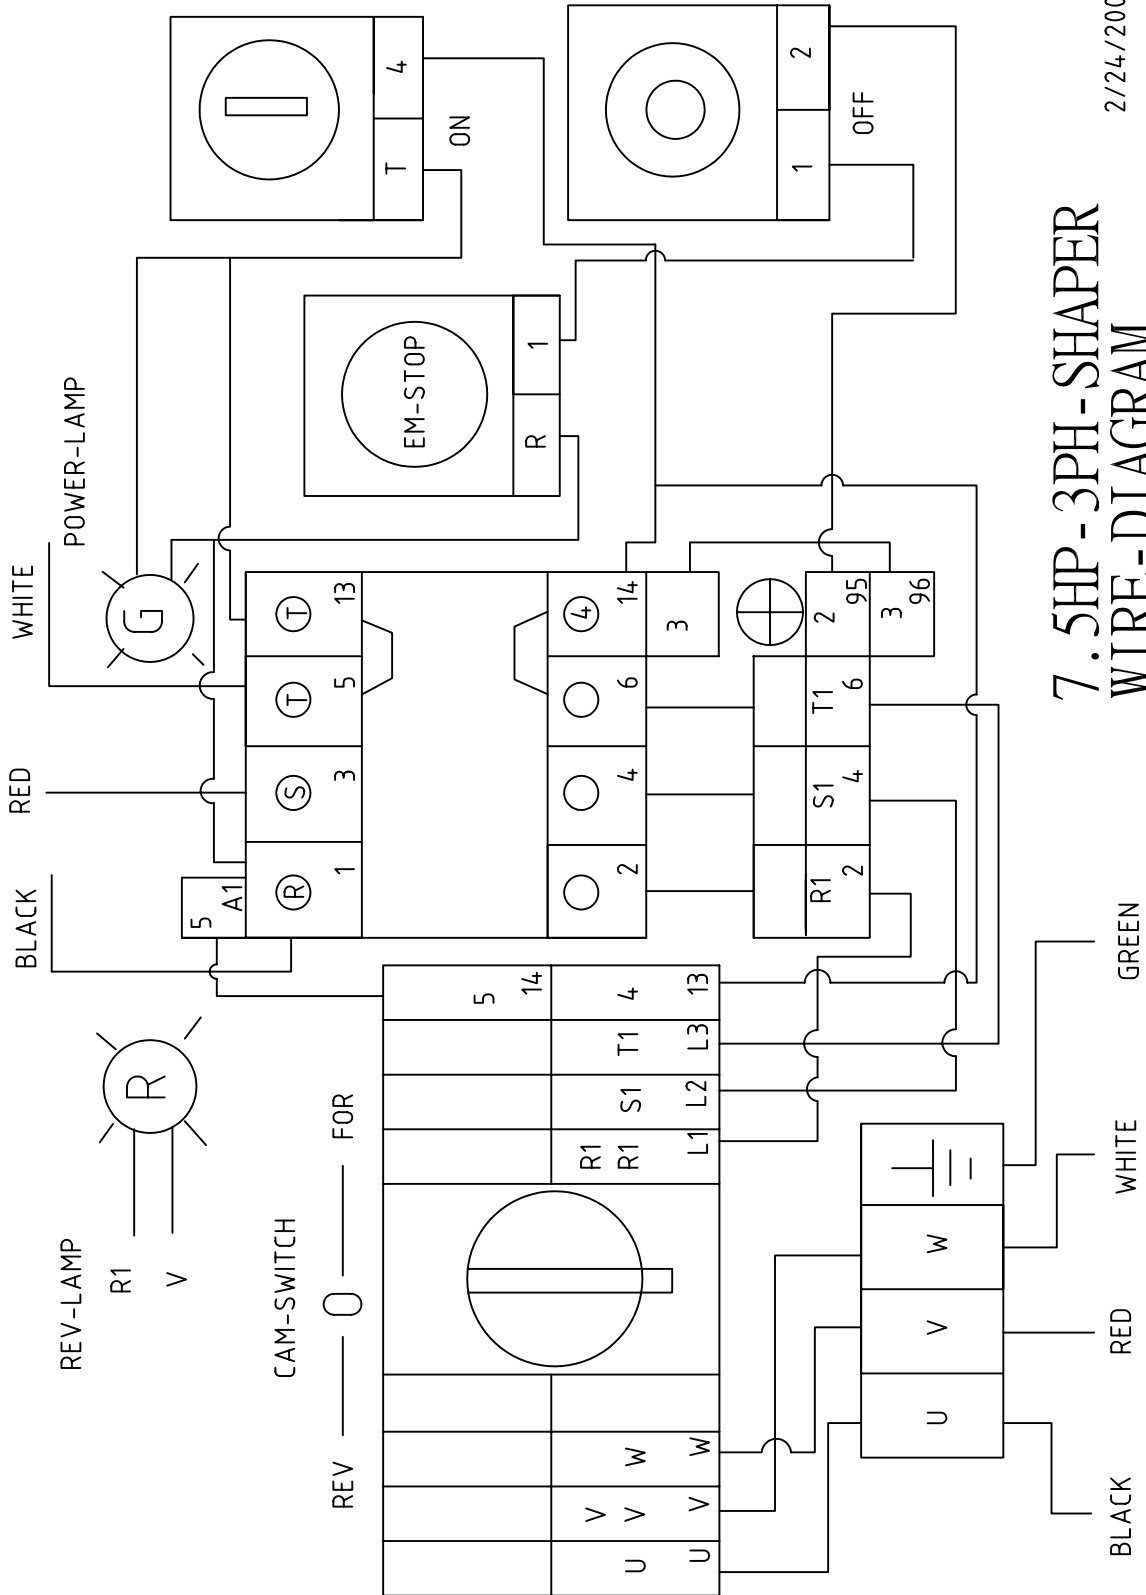 REV-LAMP
R1
V
R
BLACK
RED
WHITE
POWER-LAMP
G
CAM-SWITCH
REV
0
FOR
5
14
R1
V
U V W R1 S1 T1 4
U V W L1 L2 L3 13
5
A1
R S T T
1 3 5 13
4
2 4 6 14
3
R1 S1 T1 2
2 4 6 95
3
96
EM-STOP
R 1
T 4
ON
1 2
OFF
U V W
BLACK RED WHITE GREEN
7.5HP-3PH-SHAPER
WIRE-DIAGRAM
2/24/200